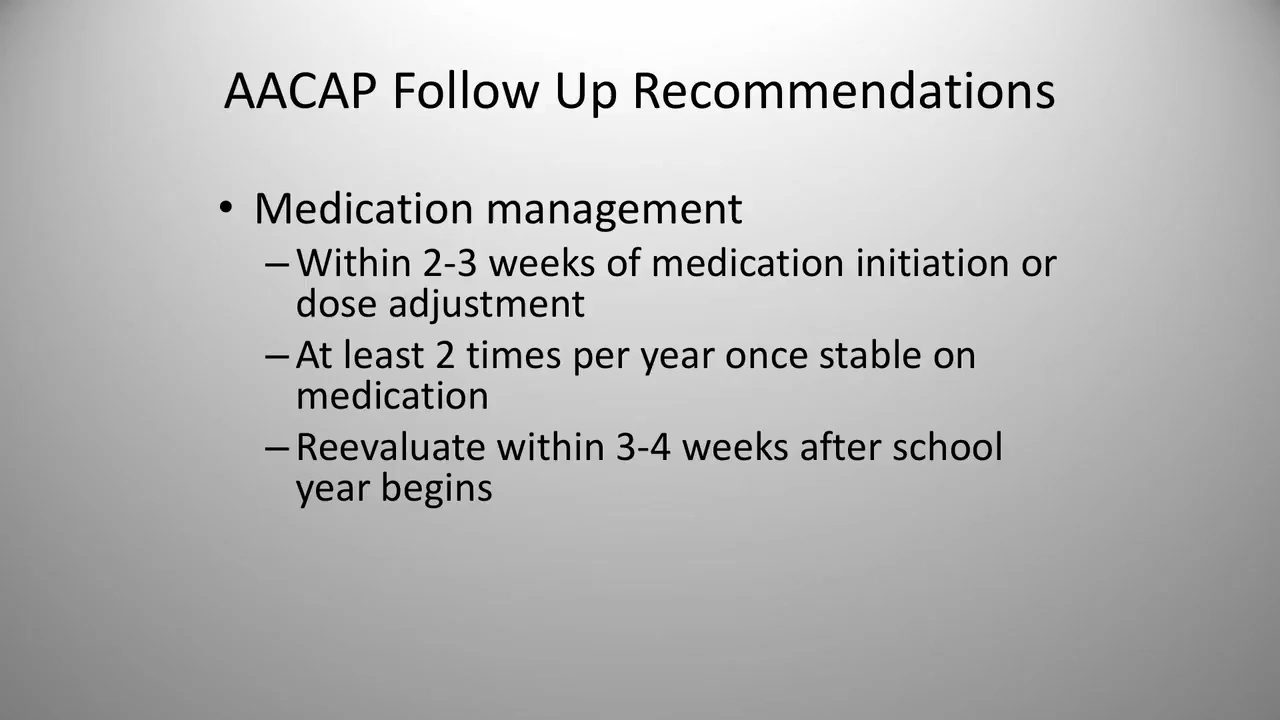 AACAP Follow Up Recommendations
• Medication management
– Within 2-3 weeks of medication initiation or
dose adjustment
– At least 2 times per year once stable on
medication
– Reevaluate within 3-4 weeks after school
year begins